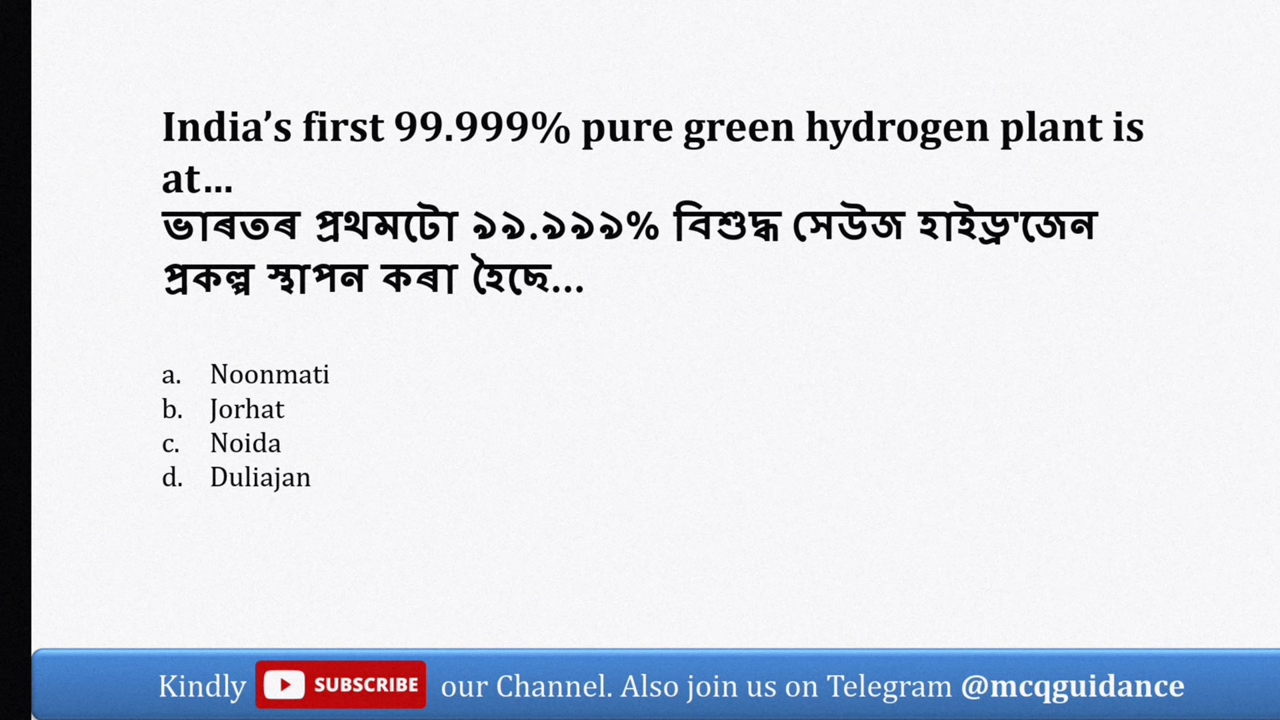 India’s first 99.999% pure green hydrogen plant is
at…
ভাৰতৰ প্ৰথমটো ৯৯.৯৯৯% বিশুদ্ধ সেউজ হাইড্ৰ'জেন
প্ৰকল্প স্থাপন কৰা হৈছে…
a. Noonmati
b. Jorhat
c. Noida
d. Duliajan
Kindly SUBSCRIBE our Channel. Also join us on Telegram @mcqguidance